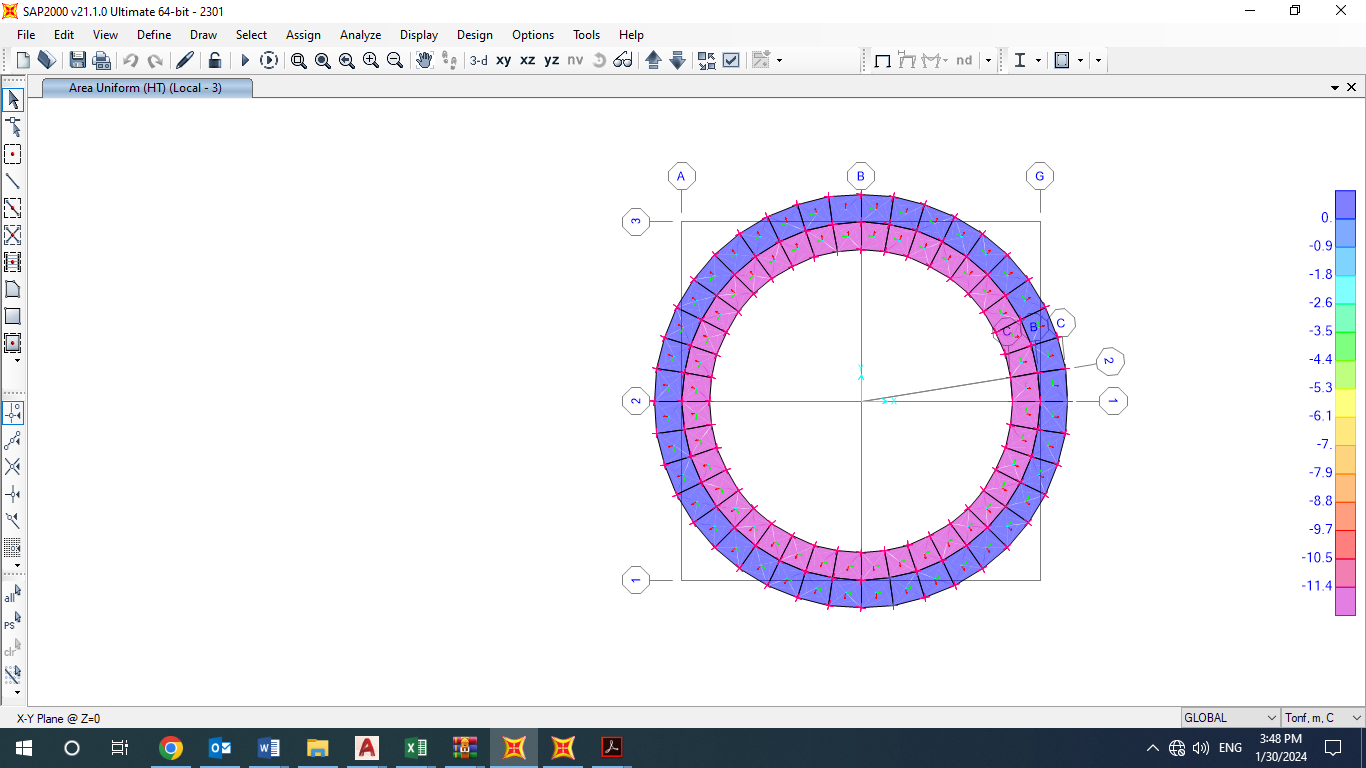 SAP2000 v21.1.0 Ultimate 64-bit - 2301
File Edit View Define Draw Select Assign Analyze Display Design Options Tools Help
3-d xy xz yz nv nd
Area Uniform (HT) (Local - 3)
A B G
3
0.
-0.9
-1.8
-2.6
C B C
-3.5
2
-4.4
Y
2 X 1
-5.3
-6.1
-7.
-7.9
-8.8
-9.7
-10.5
1
-11.4
all
PS
clr
X-Y Plane @ Z=0
GLOBAL
Tonf, m, C
ENG
3:48 PM
1/30/2024